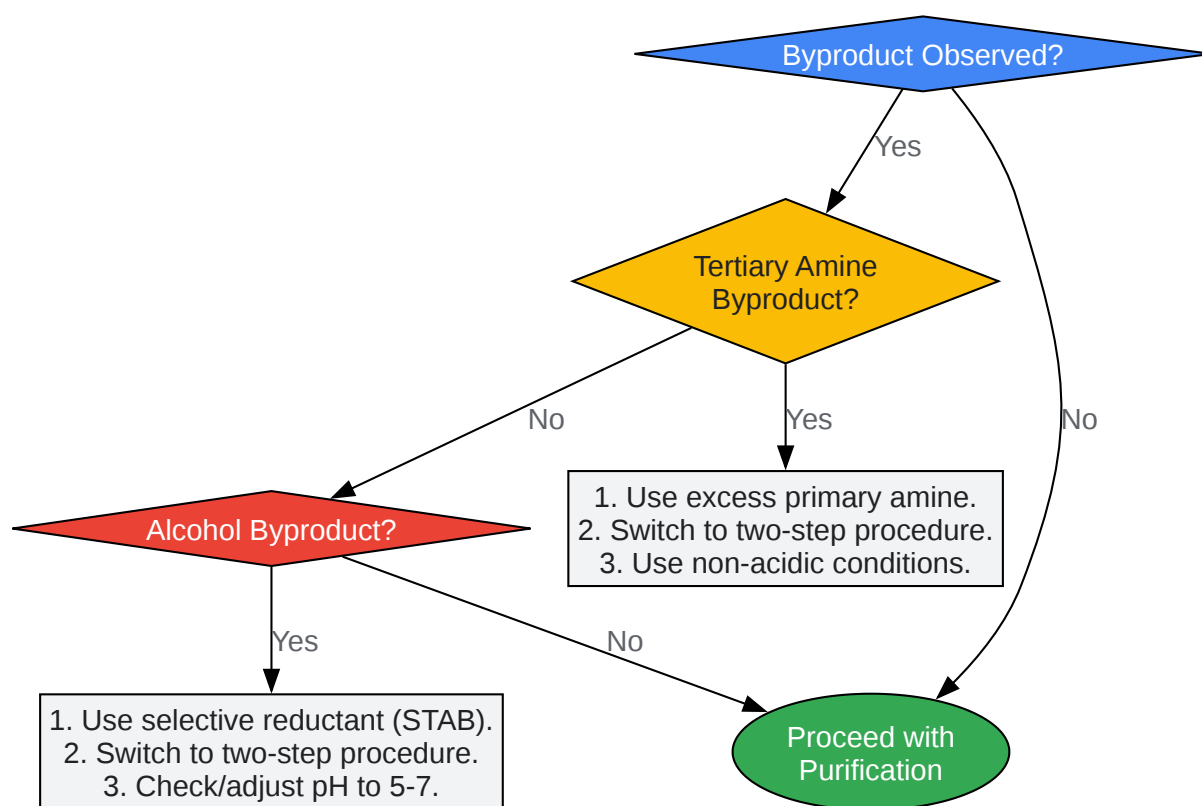 Byproduct Observed?
Yes
Tertiary Amine
Byproduct?
No
Yes
No
1. Use excess primary amine.
2. Switch to two-step procedure.
3. Use non-acidic conditions.
Alcohol Byproduct?
Yes
No
1. Use selective reductant (STAB).
2. Switch to two-step procedure.
3. Check/adjust pH to 5-7.
Proceed with
Purification